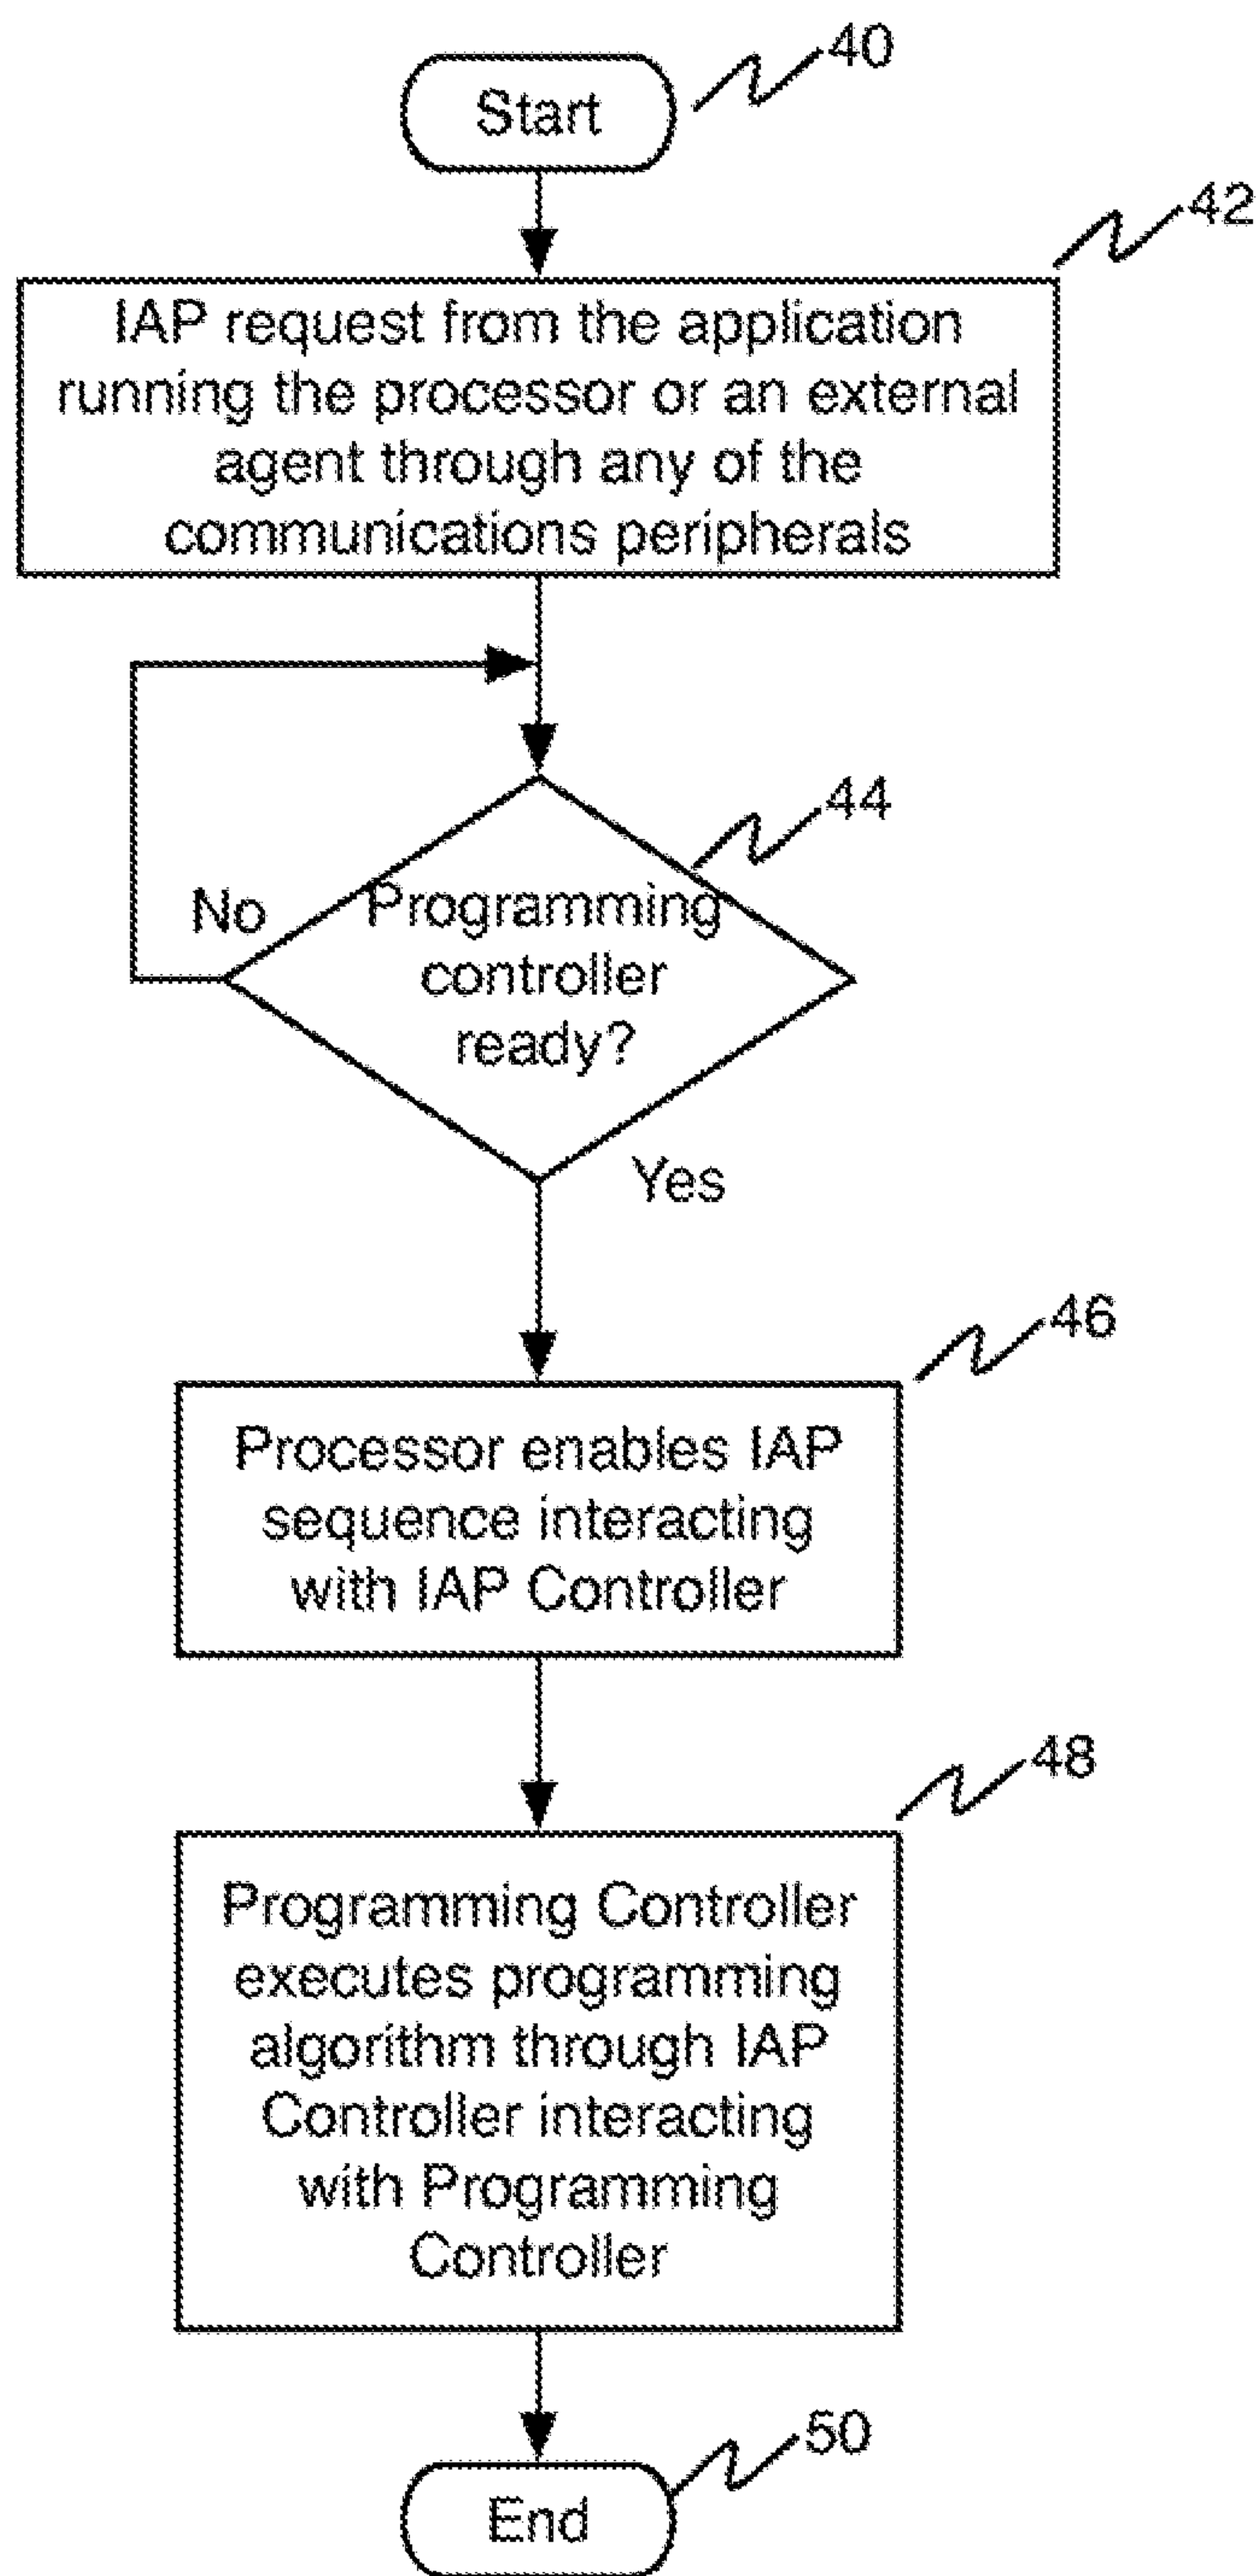 40
Start
42
IAP request from the application
running the processor or an external
agent through any of the
communications peripherals
44
No
Programming
controller
ready?
Yes
46
Processor enables IAP
sequence interacting
with IAP Controller
48
Programming Controller
executes programming
algorithm through IAP
Controller interacting
with Programming
Controller
50
End